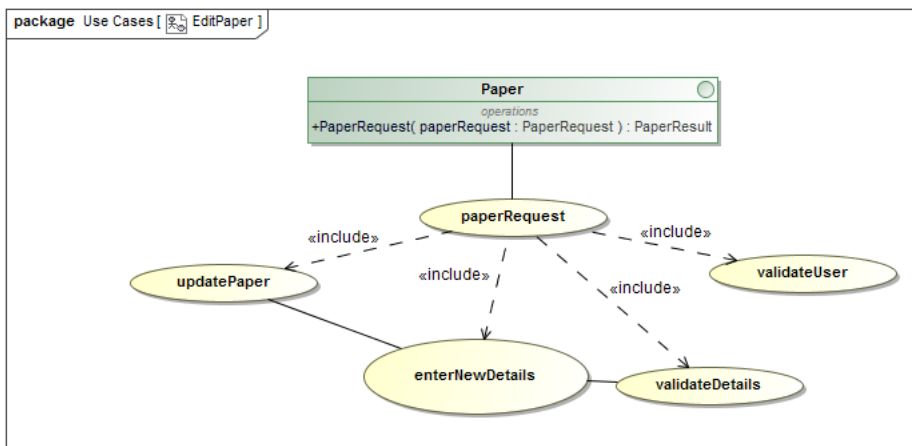 package Use Cases [ EditPaper ]
Paper
operations
+PaperRequest( paperRequest : PaperRequest ) : PaperResult
paperRequest
«include»
«include»
«include»
«include»
validateUser
updatePaper
enterNewDetails
validateDetails